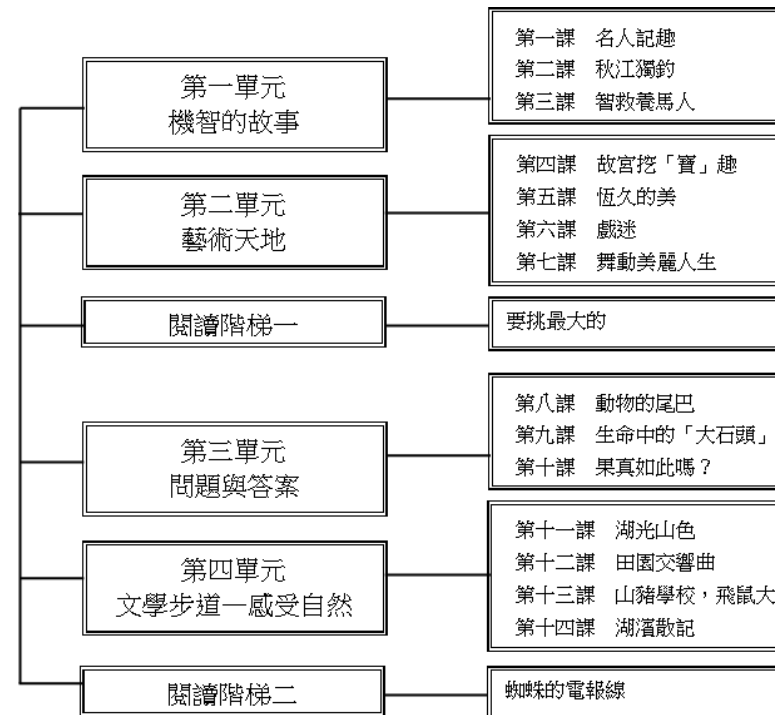 第一單元
機智的故事
第一課 名人記趣
第二課 秋江獨釣
第三課 智救養馬人
第二單元
藝術天地
第四課 故宮挖「寶」趣
第五課 恆久的美
第六課 戲迷
第七課 舞動美麗人生
閱讀階梯一
要挑最大的
第三單元
問題與答案
第八課 動物的尾巴
第九課 生命中的「大石頭」
第十課 果真如此嗎？
第四單元
文學步道—感受自然
第十一課 湖光山色
第十二課 田園交響曲
第十三課 山豬學校，飛鼠大
第十四課 湖濱散記
閱讀階梯二
蜘蛛的電報線